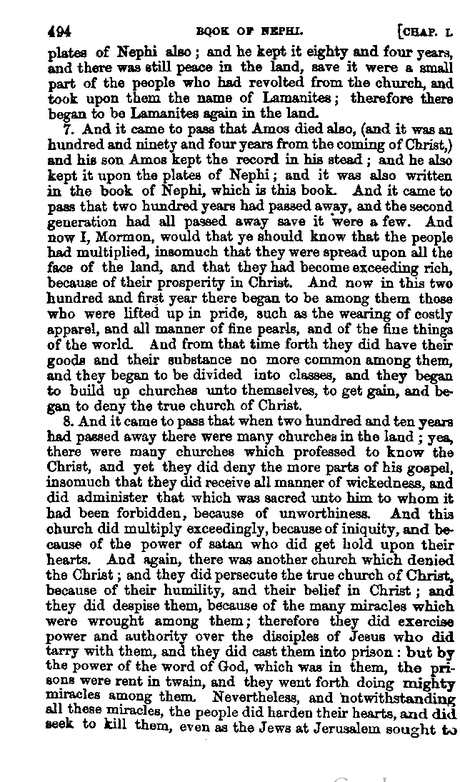 494 BOOK OF NEPHI. [CHAP. I.
plates of Nephi also ; and he kept it eighty and four years,
and there was still peace in the land, save it were a small
part of the people who had revolted from the church, and
took upon them the name of Lamanites ; therefore there
began to be Lamanites again in the land.
7. And it came to pass that Amos died also, (and it was an
hundred and ninety and four years from the coming of Christ,)
and his son Amos kept the record in his stead ; and he also
kept it upon the plates of Nephi ; and it was also written
in the book of Nephi, which is this book. And it came to
pass that two hundred years had passed away, and the second
generation had all passed away save it were a few. And
now I, Mormon, would that ye should know that the people
had multiplied, insomuch that they were spread upon all the
face of the land, and that they had become exceeding rich,
because of their prosperity in Christ. And now in this two
hundred and first year there began to be among them those
who were lifted up in pride, such as the wearing of costly
apparel, and all manner of fine pearls, and of the fine things
of the world. And from that time forth they did have their
goods and their substance no more common among them,
and they began to be divided into classes, and they began
to build up churches unto themselves, to get gain, and be-
gan to deny the true church of Christ.
8. And it came to pass that when two hundred and ten years
had passed away there were many churches in the land ; yea,
there were many churches which professed to know the
Christ, and yet they did deny the more parts of his gospel,
insomuch that they did receive all manner of wickedness, and
did administer that which was sacred unto him to whom it
had been forbidden, because of unworthiness. And this
church did multiply exceedingly, because of iniquity, and be-
cause of the power of satan who did get hold upon their
hearts. And again, there was another church which denied
the Christ ; and they did persecute the true church of Christ,
because of their humility, and their belief in Christ ; and
they did despise them, because of the many miracles which
were wrought among them ; therefore they did exercise
power and authority over the disciples of Jesus who did
tarry with them, and they did cast them into prison : but by
the power of the word of God, which was in them, the pri-
sons were rent in twain, and they went forth doing mighty
miracles among them. Nevertheless, and notwithstanding
all these miracles, the people did harden their hearts, and did
seek to kill them, even as the Jews at Jerusalem sought to